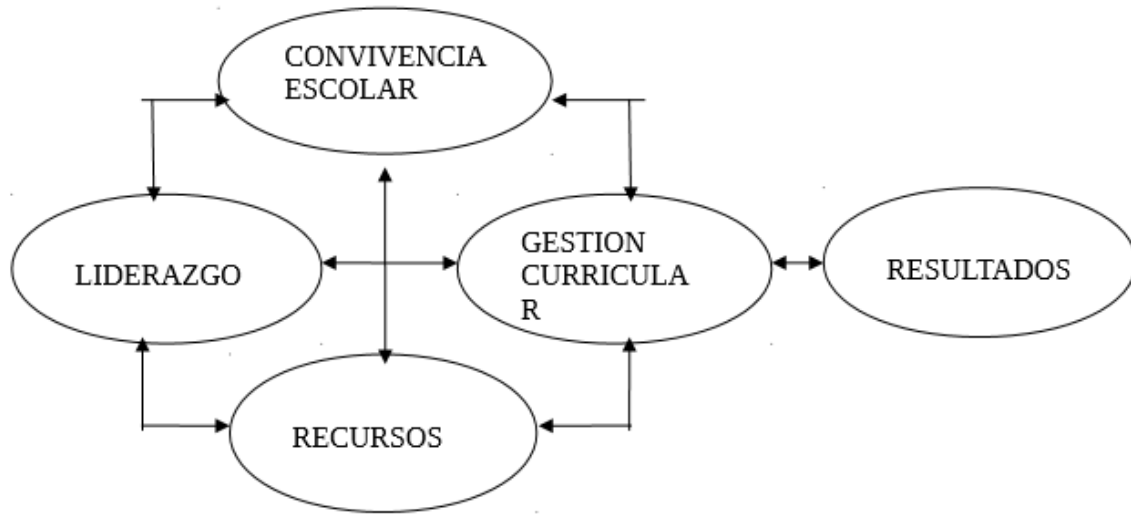 CONVIVENCIA
ESCOLAR
LIDERAZGO
GESTION
CURRICULA
R
RESULTADOS
RECURSOS